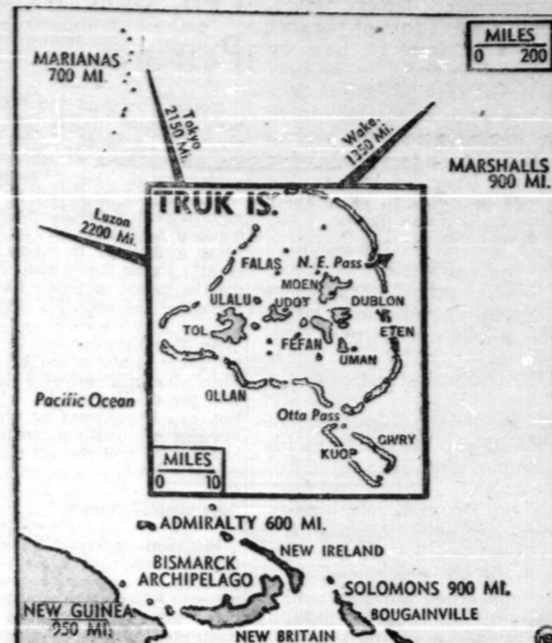 MILES
0 200
MARIANAS
700 MI.
Tokyo
2150 Mi.
Wake
1350 Mi.
MARSHALLS
900 MI.
Luzon
2200 Mi.
TRUK IS.
FALAS
N. E. Pass
MOEN
ULALU
UDOT
DUBLON
TOL
ETEN
FEFAN
UMAN
OLLAN
Pacific Ocean
Otta Pass
GWRY
KUOP
MILES
0 10
ADMIRALTY 600 MI.
NEW IRELAND
BISMARCK
ARCHIPELAGO
SOLOMONS 900 MI.
NEW GUINEA
950 MI.
BOUGAINVILLE
NEW BRITAIN